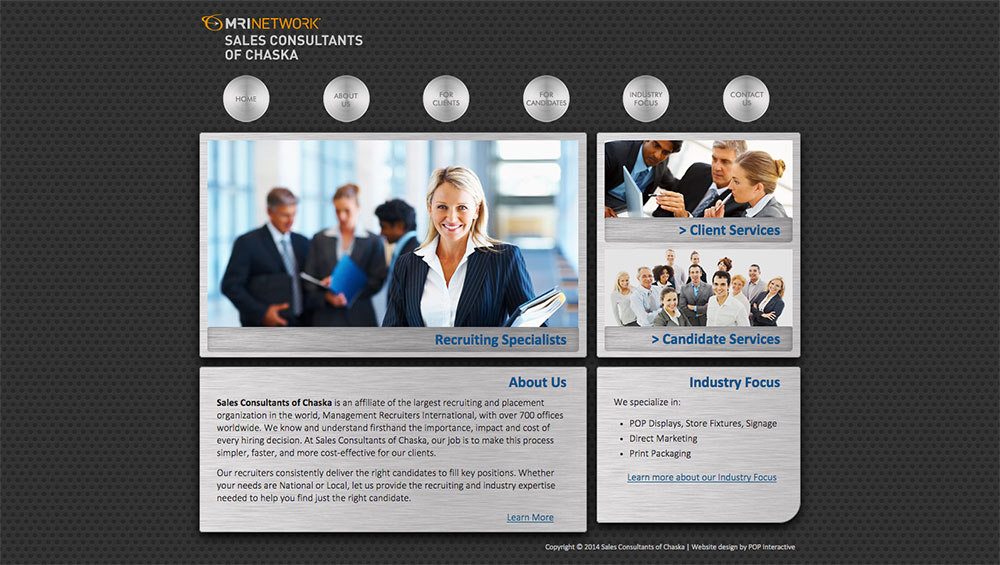 MRINETWORK
SALES CONSULTANTS
OF CHASKA
HOME
ABOUT
US
FOR
CLIENTS
FOR
CANDIDATES
INDUSTRY
FOCUS
CONTACT
US
Recruiting Specialists
> Client Services
> Candidate Services
About Us
Sales Consultants of Chaska is an affiliate of the largest recruiting and placement
organization in the world, Management Recruiters International, with over 700 offices
worldwide. We know and understand firsthand the importance, impact and cost of
every hiring decision. At Sales Consultants of Chaska, our job is to make this process
simpler, faster, and more cost-effective for our clients.
Our recruiters consistently deliver the right candidates to fill key positions. Whether
your needs are National or Local, let us provide the recruiting and industry expertise
needed to help you find just the right candidate.
Learn More
Industry Focus
We specialize in:
• POP Displays, Store Fixtures, Signage
• Direct Marketing
• Print Packaging
Learn more about our Industry Focus
Copyright © 2014 Sales Consultants of Chaska | Website design by POP Interactive